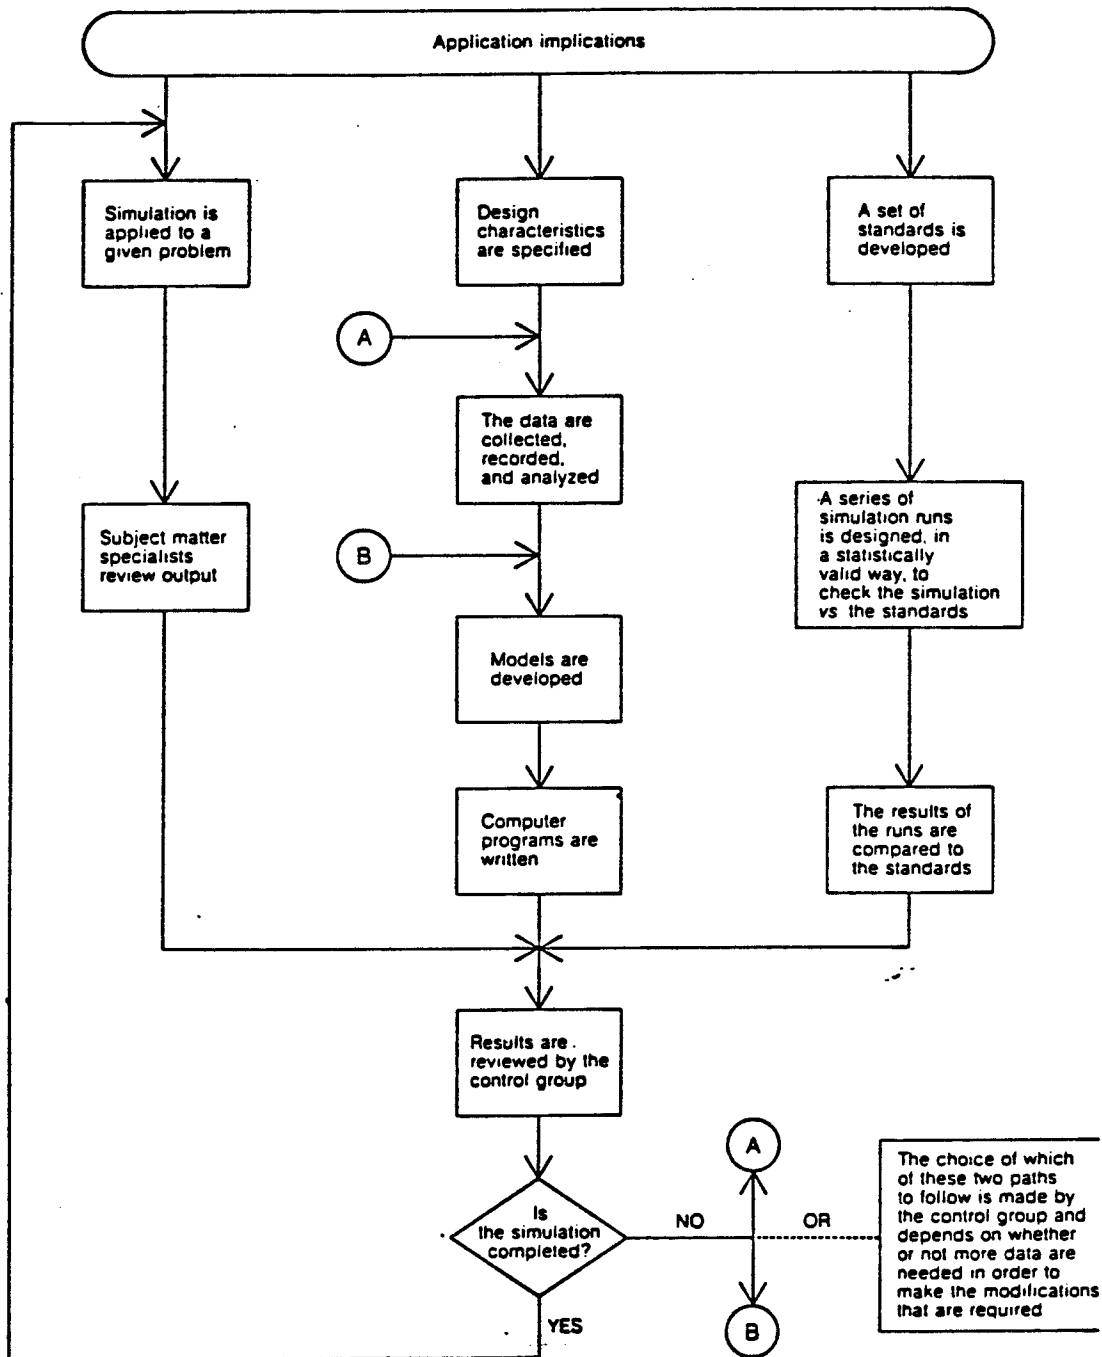 Application implications
Simulation is
applied to a
given problem
Design
characteristics
are specified
A set of
standards is
developed
A
The data are
collected,
recorded,
and analyzed
A series of
simulation runs
is designed, in
a statistically
valid way, to
check the simulation
vs the standards
Subject matter
specialists
review output
B
Models are
developed
Computer
programs are
written
The results of
the runs are
compared to
the standards
Results are
reviewed by the
control group
Is
the simulation
completed?
NO
A
OR
B
The choice of which
of these two paths
to follow is made by
the control group and
depends on whether
or not more data are
needed in order to
make the modifications
that are required
YES